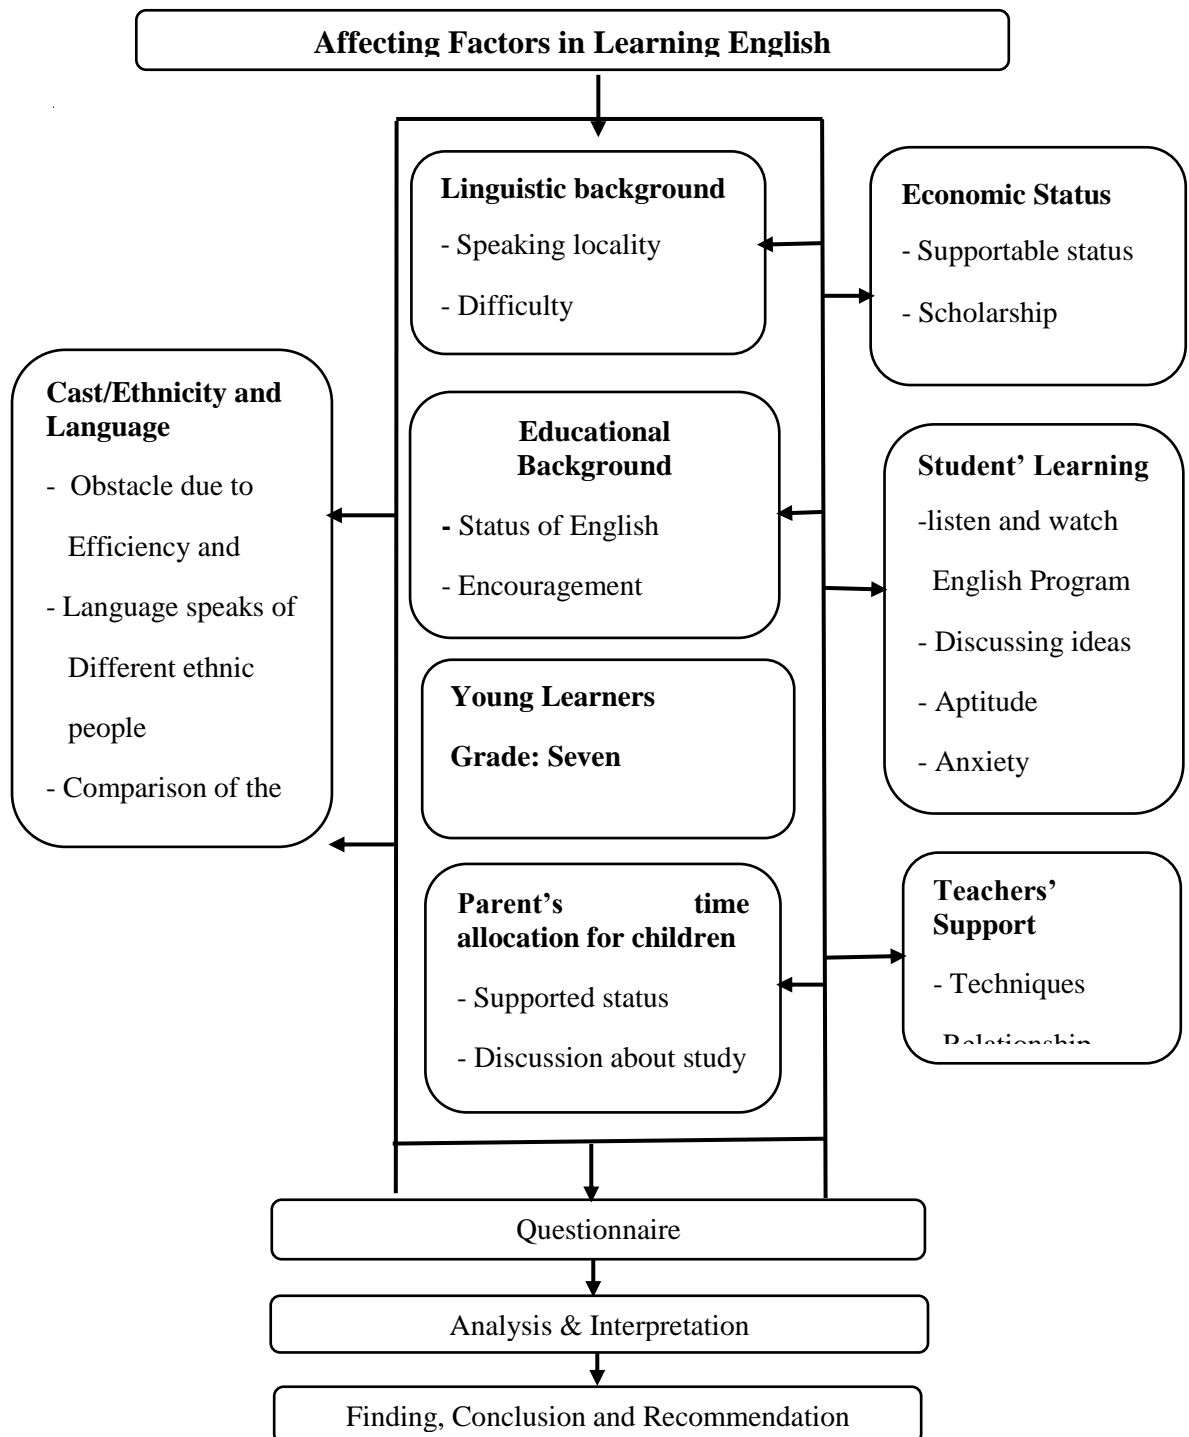 Affecting Factors in Learning English
Linguistic background
- Speaking locality
- Difficulty
Economic Status
- Supportable status
- Scholarship
Cast/Ethnicity and
Language
- Obstacle due to
Efficiency and
- Language speaks of
Different ethnic
people
- Comparison of the
Educational
Background
- Status of English
- Encouragement
Student’ Learning
-listen and watch
English Program
- Discussing ideas
- Aptitude
- Anxiety
Young Learners
Grade: Seven
Parent’s time
allocation for children
- Supported status
- Discussion about study
Teachers’
Support
- Techniques
Relationship
Questionnaire
Analysis & Interpretation
Finding, Conclusion and Recommendation